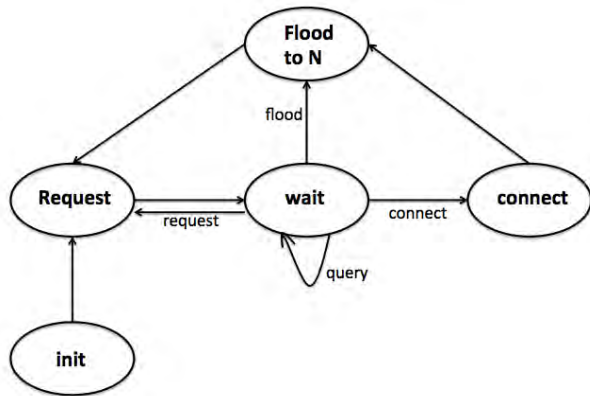 Flood
to N
flood
Request
wait
connect
request
connect
query
init